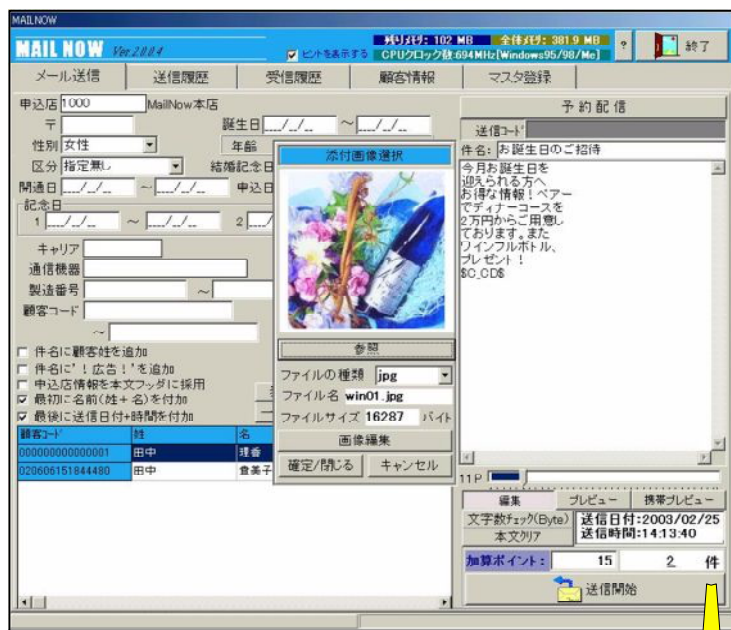 MAILNOW
MAIL NOW Ver 2.0.0.4
ヒントを表示する
残りメモリ: 102 MB 全体メモリ: 381.9 MB
CPUクロック数:694MHz[Windows95/98/Me]
?
終了
メール送信 送信履歴 受信履歴 顧客情報 マスタ登録
申込店 1000 MailNow本店
〒 誕生日 _/_/_ ~ _/_/_
性別 女性 年齢
区分 指定無し 結婚記念日
開通日 _/_/_ ~ _/_/_ 申込日
記念日
1 _/_/_ ~ _/_/_ 2
キャリア
通信機器
製造番号 ~
顧客コード
~
件名に顧客姓を追加
件名に'!広告!'を追加
申込店情報を本文フッダに採用
最初に名前(姓+名)を付加
最後に送信日付+時間を付加
顧客コード 姓 名
000000000000001 田中 理香
020606151844480 田中 登美子
添付画像選択
参照
ファイルの種類 jpg
ファイル名 win01.jpg
ファイルサイズ 16287 バイト
画像編集
確定/閉じる キャンセル
予約配信
送信コード
件名: お誕生日のご招待
今月お誕生日を
迎えられる方へ
お得な情報!ペアー
でディナーコースを
2万円からご用意し
ております。また
ワインフルボトル、
プレゼント!
$C_CD$
11P
編集 プレビュー 携帯プレビュー
文字数チェック(Byte)
本文クリア
送信日付:2003/02/25
送信時間:14:13:40
加算ポイント: 15 2 件
送信開始